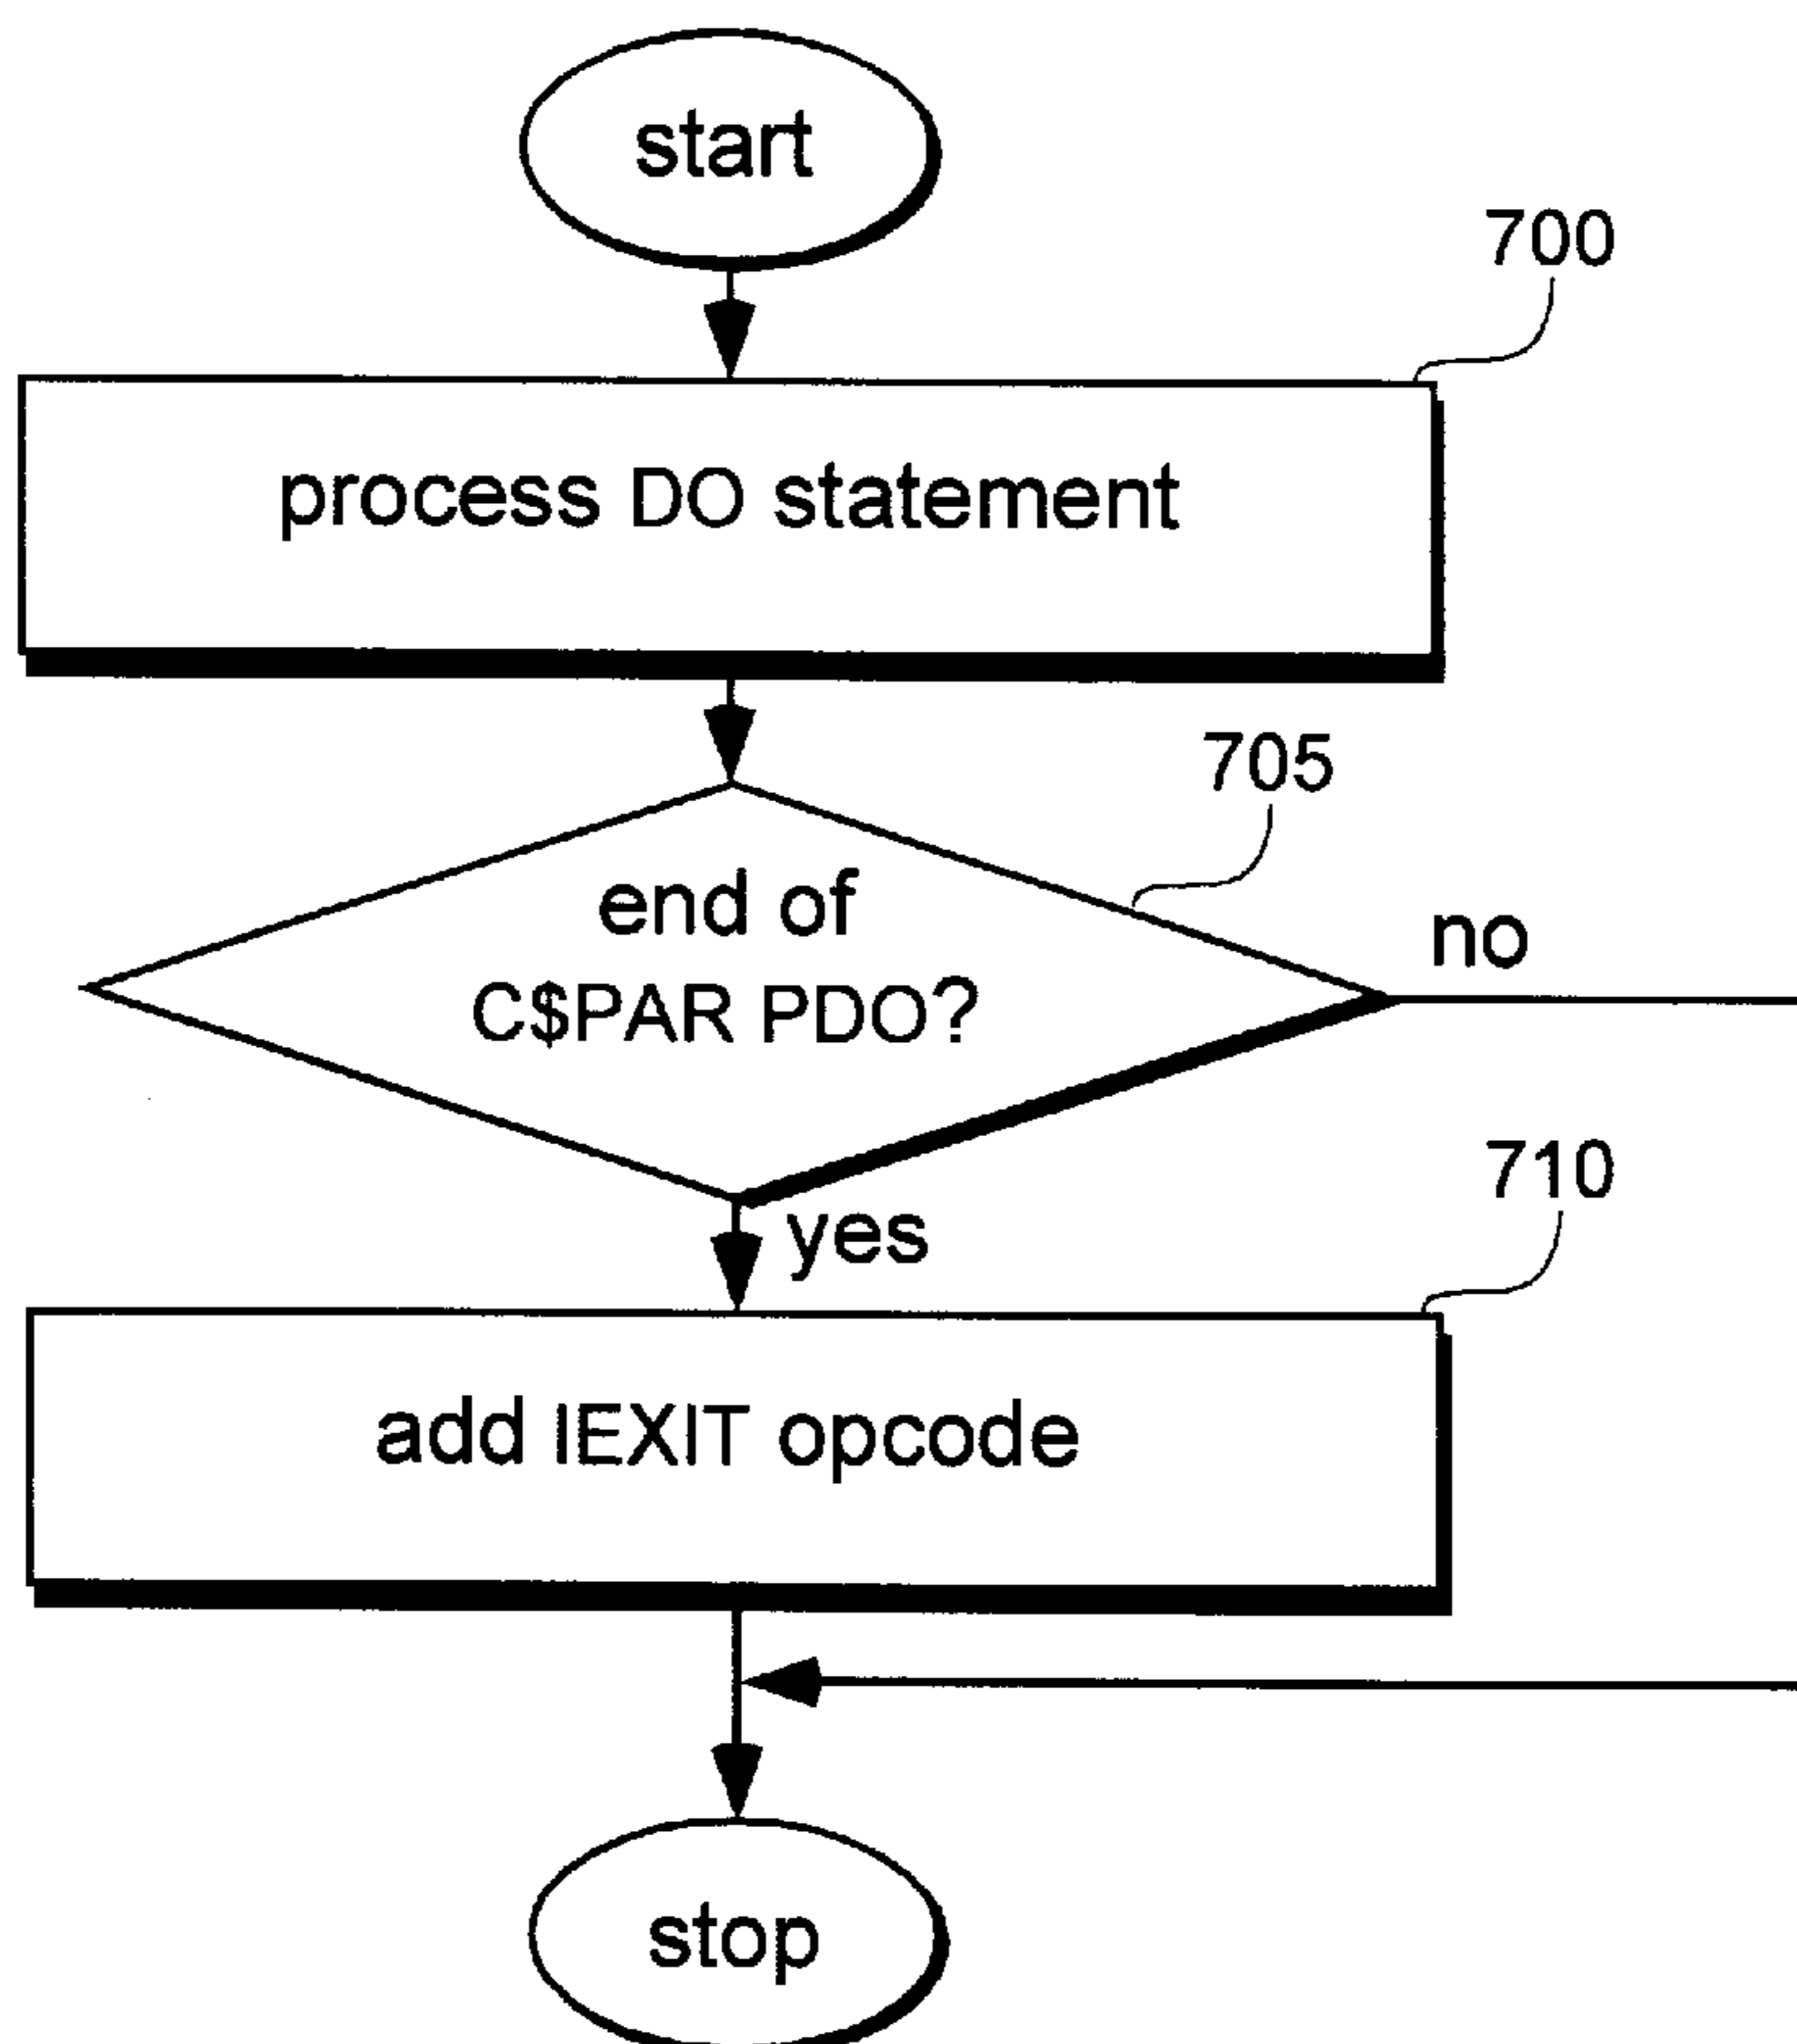 start
700
process DO statement
705
end of
C$PAR PDO?
no
yes
710
add IEXIT opcode
stop